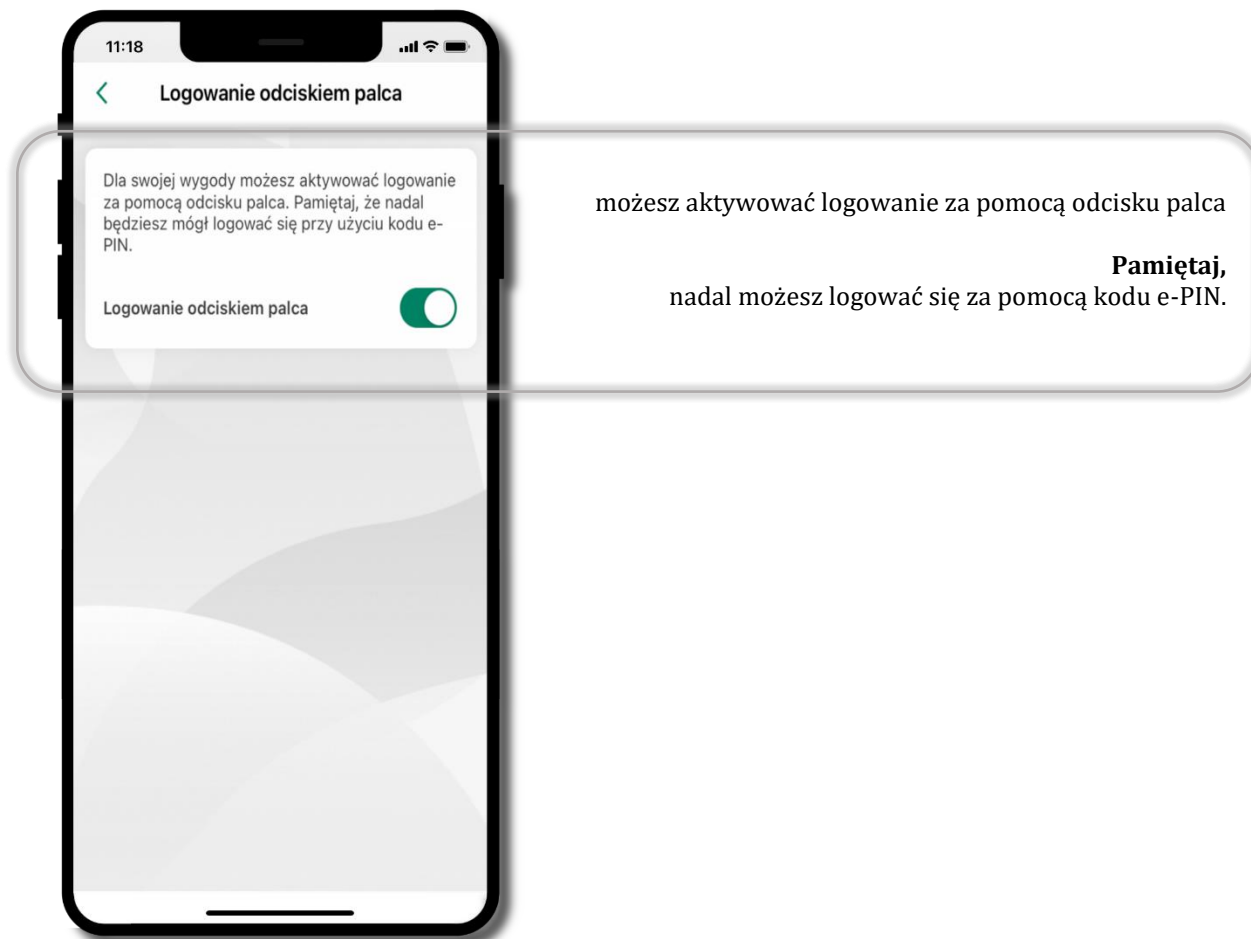 11:18
Logowanie odciskiem palca
Dla swojej wygody możesz aktywować logowanie
za pomocą odcisku palca. Pamiętaj, że nadal
będziesz mógł logować się przy użyciu kodu e-
PIN.
Logowanie odciskiem palca
możesz aktywować logowanie za pomocą odcisku palca
Pamiętaj,
nadal możesz logować się za pomocą kodu e-PIN.